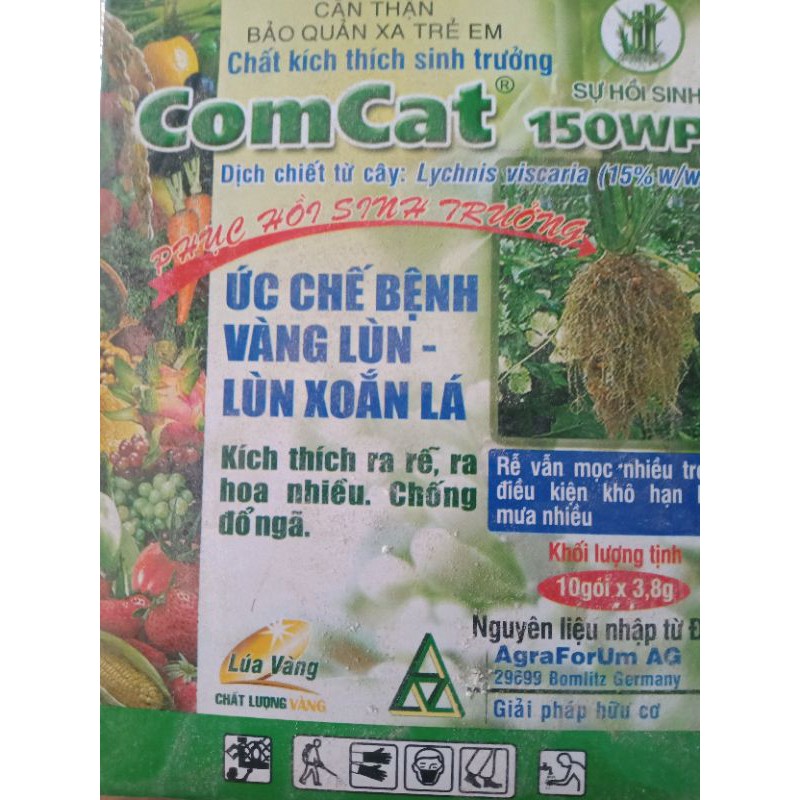 CẨN THẬN
BẢO QUẢN XA TRẺ EM
Chất kích thích sinh trưởng
ComCat® 150WP
SỰ HỒI SINH
Dịch chiết từ cây: Lychnis viscaria (15% w/w
PHỤC HỒI SINH TRƯỞNG
ỨC CHẾ BỆNH
VÀNG LÙN -
LÙN XOẮN LÁ
Kích thích ra rễ, ra
hoa nhiều. Chống
đổ ngã.
Rễ vẫn mọc nhiều
điều kiện khô hạn
mưa nhiều
Khối lượng tịnh
10gói x 3,8g
Nguyên liệu nhập từ
AgraForUm AG
29699 Bomlitz Germany
Giải pháp hữu cơ
Lúa Vàng
CHẤT LƯỢNG VÀNG